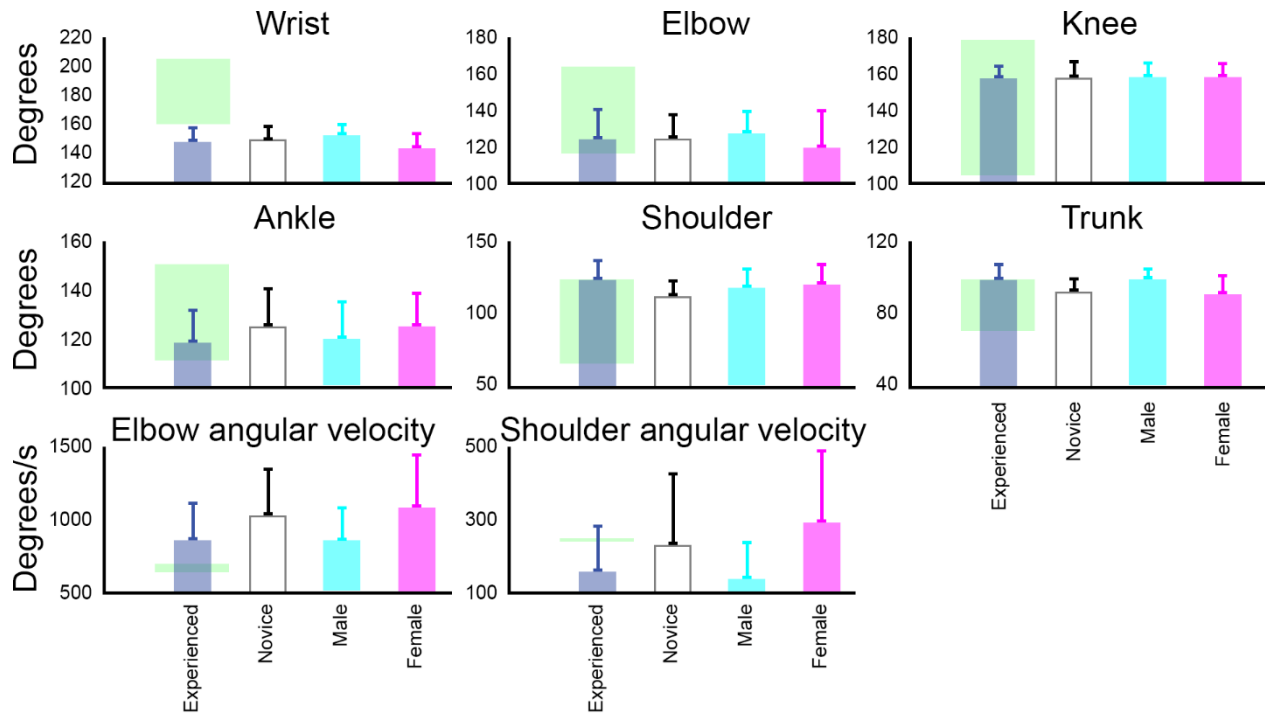 Wrist
Elbow
Knee
Degrees
220
200
180
160
140
120
180
160
140
120
100
180
160
140
120
100
Ankle
Shoulder
Trunk
Degrees
160
140
120
100
150
100
50
120
80
40
Elbow angular velocity
Shoulder angular velocity
Degrees/s
1500
1000
500
500
300
100
Experienced
Novice
Male
Female
Experienced
Novice
Male
Female
Experienced
Novice
Male
Female